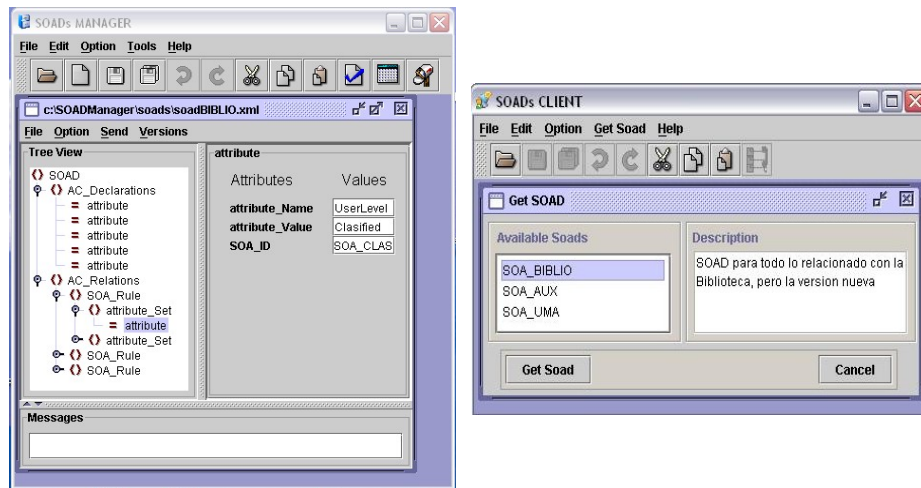 SOADs MANAGER
File Edit Option Tools Help
c:\SOADManager\soads\soadBIBLIO.xml
File Option Send Versions
Tree View
SOAD
AC_Declarations
attribute
attribute
attribute
attribute
attribute
AC_Relations
SOA_Rule
attribute_Set
attribute
attribute_Set
SOA_Rule
SOA_Rule
attribute
Attributes Values
attribute_Name UserLevel
attribute_Value Clasified
SOA_ID SOA_CLAS
Messages
SOADs CLIENT
File Edit Option Get Soad Help
Get SOAD
Available Soads
SOA_BIBLIO
SOA_AUX
SOA_UMA
Description
SOAD para todo lo relacionado con la
Biblioteca, pero la version nueva
Get Soad Cancel